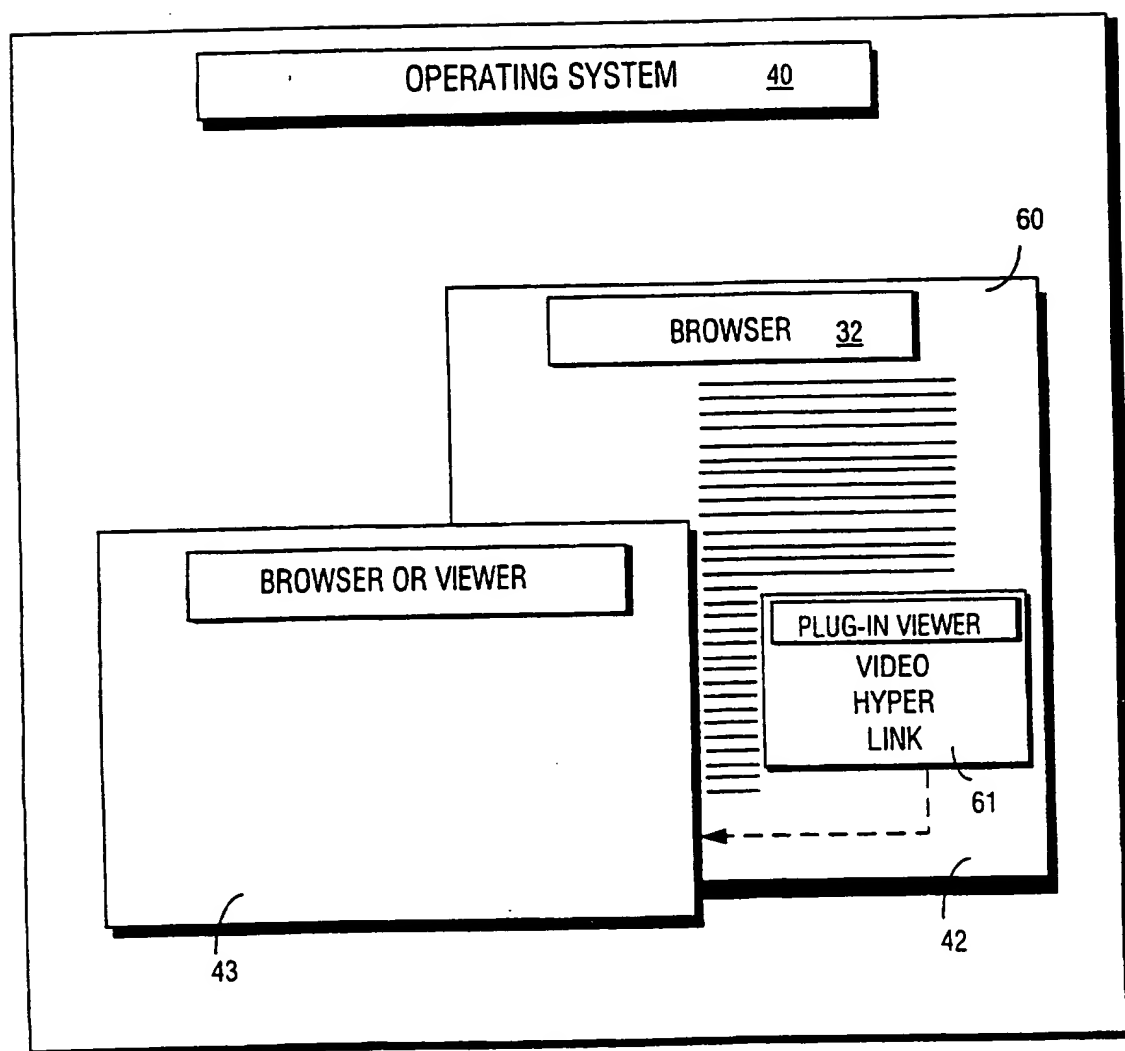 OPERATING SYSTEM 40
60
BROWSER 32
BROWSER OR VIEWER
PLUG-IN VIEWER
VIDEO
HYPER
LINK
61
43
42